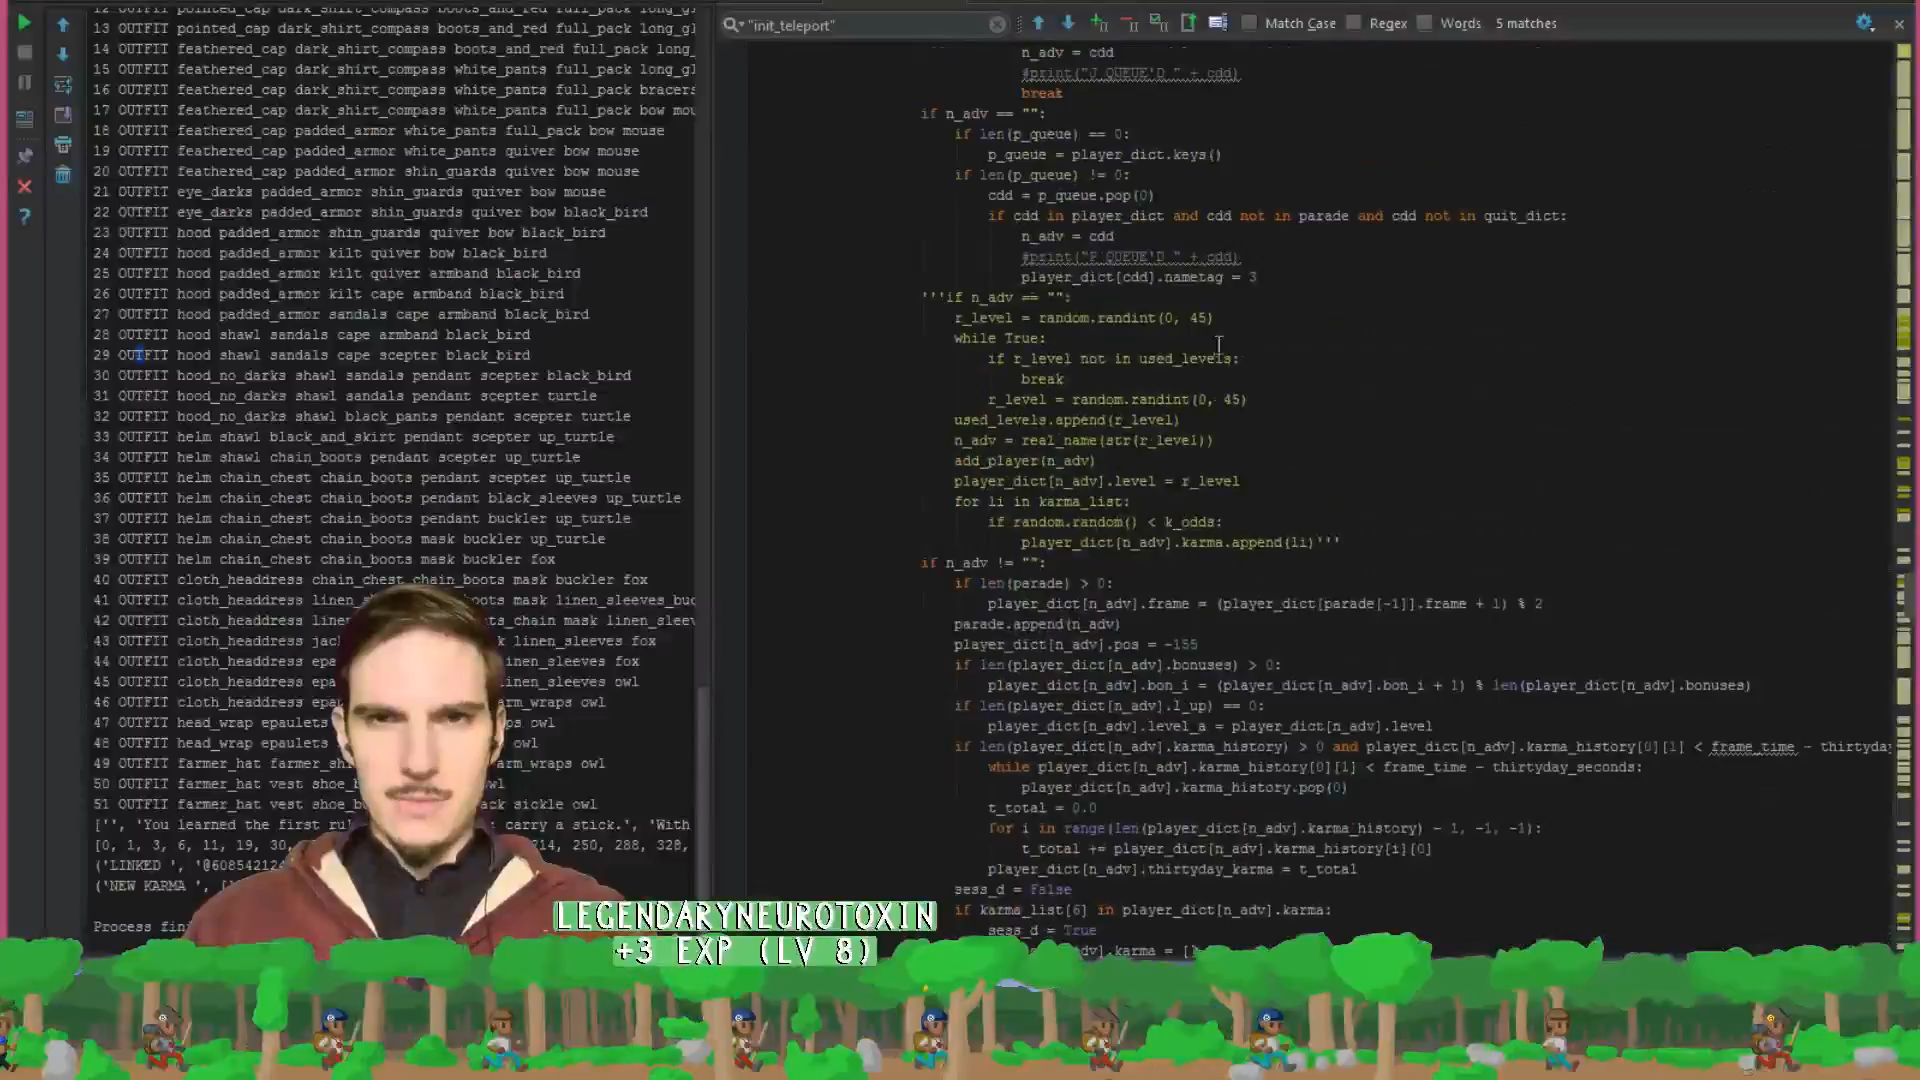 13 OUTFIT pointed_cap dark_shirt_compass boots_and_red full_pack long_gl
14 OUTFIT feathered_cap dark_shirt_compass boots_and_red full_pack long_
15 OUTFIT feathered_cap dark_shirt_compass white_pants full_pack long_gl
16 OUTFIT feathered_cap dark_shirt_compass white_pants full_pack bracers
17 OUTFIT feathered_cap dark_shirt_compass white_pants full_pack bow mou
18 OUTFIT feathered_cap padded_armor white_pants full_pack bow mouse
19 OUTFIT feathered_cap padded_armor white_pants quiver bow mouse
20 OUTFIT feathered_cap padded_armor shin_guards quiver bow mouse
21 OUTFIT eye_darks padded_armor shin_guards quiver bow mouse
22 OUTFIT eye_darks padded_armor shin_guards quiver bow black_bird
23 OUTFIT hood padded_armor shin_guards quiver bow black_bird
24 OUTFIT hood padded_armor kilt quiver bow black_bird
25 OUTFIT hood padded_armor kilt quiver armband black_bird
26 OUTFIT hood padded_armor kilt cape armband black_bird
27 OUTFIT hood padded_armor sandals cape armband black_bird
28 OUTFIT hood shawl sandals cape armband black_bird
29 OUTFIT hood shawl sandals cape scepter black_bird
30 OUTFIT hood_no_darks shawl sandals pendant scepter black_bird
31 OUTFIT hood_no_darks shawl sandals pendant scepter turtle
32 OUTFIT hood_no_darks shawl black_pants pendant scepter turtle
33 OUTFIT helm shawl black_and_skirt pendant scepter up_turtle
34 OUTFIT helm shawl chain_boots pendant scepter up_turtle
35 OUTFIT helm chain_chest chain_boots pendant scepter up_turtle
36 OUTFIT helm chain_chest chain_boots pendant black_sleeves up_turtle
37 OUTFIT helm chain_chest chain_boots pendant buckler up_turtle
38 OUTFIT helm chain_chest chain_boots mask buckler up_turtle
39 OUTFIT helm chain_chest chain_boots mask buckler fox
40 OUTFIT cloth_headdress chain_chest chain_boots mask buckler fox
41 OUTFIT cloth_headdress linen_ ots mask linen_sleeves_buc
42 OUTFIT cloth_headdress line s_chain mask linen_sleev
43 OUTFIT cloth_headdress jac k linen_sleeves fox
44 OUTFIT cloth_headdress epa inen_sleeves fox
45 OUTFIT cloth_headdress epa linen_sleeves owl
46 OUTFIT cloth_headdress epau rm_wraps owl
47 OUTFIT head_wrap epaulets ps owl
48 OUTFIT head_wrap epaulets owl
49 OUTFIT farmer_hat farmer_shi arm_wraps owl
50 OUTFIT farmer_hat vest shoe_b wl
51 OUTFIT farmer_hat vest shoe_bu ck sickle owl
['', 'You learned the first rul : carry a stick.', 'With
[0, 1, 3, 6, 11, 19, 30, 214, 250, 288, 328,
('LINKED ', '@608542124
('NEW KARMA ', [
Process fin
"init_teleport"
Match Case
Regex
Words
5 matches
n_adv = cdd
#print("J QUEUE'D " + cdd)
break
if n_adv == "":
if len(p_queue) == 0:
p_queue = player_dict.keys()
if len(p_queue) != 0:
cdd = p_queue.pop(0)
if cdd in player_dict and cdd not in parade and cdd not in quit_dict:
n_adv = cdd
#print("P QUEUE'D " + cdd)
player_dict[cdd].nametag = 3
'''if n_adv == "":
r_level = random.randint(0, 45)
while True:
if r_level not in used_levels:
break
r_level = random.randint(0, 45)
used_levels.append(r_level)
n_adv = real_name(str(r_level))
add_player(n_adv)
player_dict[n_adv].level = r_level
for li in karma_list:
if random.random() < k_odds:
player_dict[n_adv].karma.append(li)'''
if n_adv != "":
if len(parade) > 0:
player_dict[n_adv].frame = (player_dict[parade[-1]].frame + 1) % 2
parade.append(n_adv)
player_dict[n_adv].pos = -155
if len(player_dict[n_adv].bonuses) > 0:
player_dict[n_adv].bon_i = (player_dict[n_adv].bon_i + 1) % len(player_dict[n_adv].bonuses)
if len(player_dict[n_adv].l_up) == 0:
player_dict[n_adv].level_a = player_dict[n_adv].level
if len(player_dict[n_adv].karma_history) > 0 and player_dict[n_adv].karma_history[0][1] < frame_time - thirtyday
while player_dict[n_adv].karma_history[0][1] < frame_time - thirtyday_seconds:
player_dict[n_adv].karma_history.pop(0)
t_total = 0.0
for i in range(len(player_dict[n_adv].karma_history) - 1, -1, -1):
t_total += player_dict[n_adv].karma_history[i][0]
player_dict[n_adv].thirtyday_karma = t_total
sess_d = False
if karma_list[6] in player_dict[n_adv].karma:
sess_d = True
dv].karma = [
LEGENDARYNEUROTOXIN
+3 EXP (LV 8)